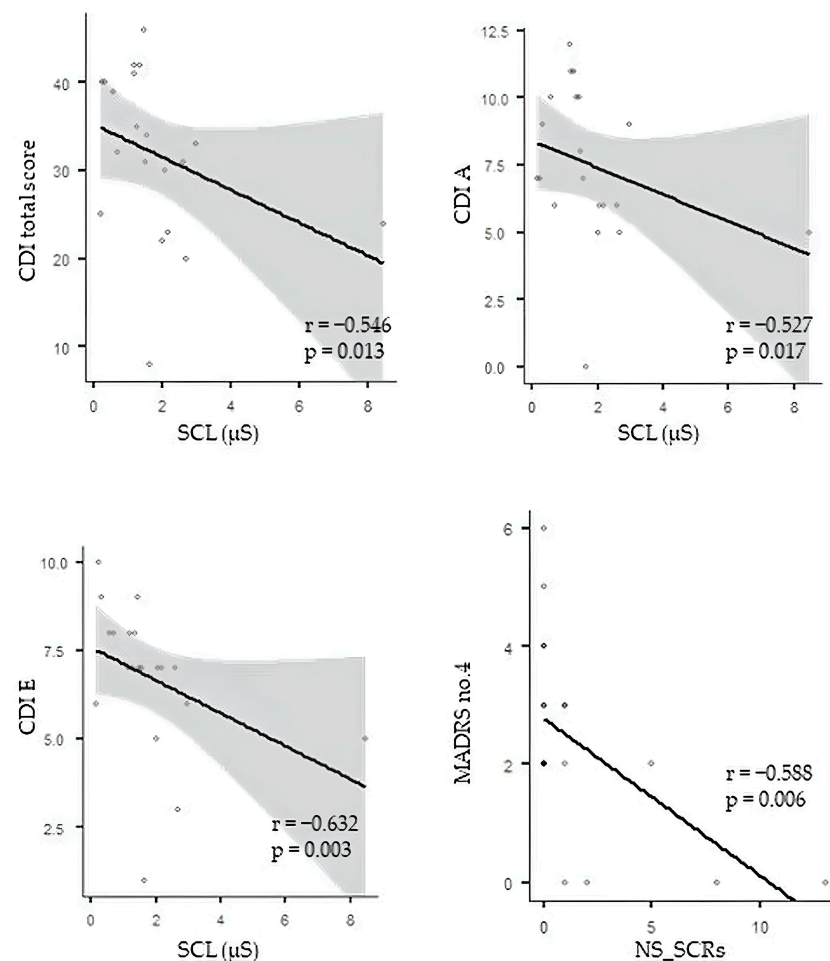 CDI total score
40
30
20
10
r = −0.546
p = 0.013
0 2 4 6 8
SCL (μS)
CDI A
12.5
10.0
7.5
5.0
2.5
0.0
r = −0.527
p = 0.017
0 2 4 6 8
SCL (μS)
CDI E
10.0
7.5
5.0
2.5
r = −0.632
p = 0.003
0 2 4 6 8
SCL (μS)
MADRS no.4
6
4
2
0
r = −0.588
p = 0.006
0 5 10
NS_SCRs